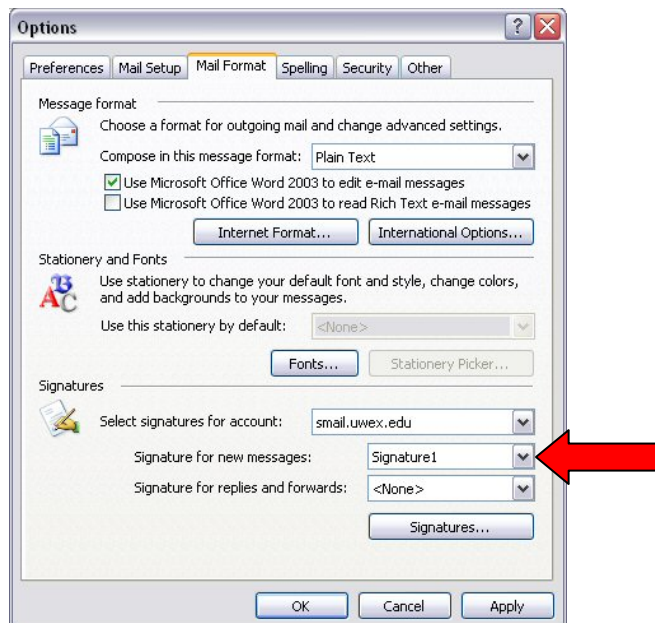 Options
Preferences Mail Setup Mail Format Spelling Security Other
Message format
Choose a format for outgoing mail and change advanced settings.
Compose in this message format: Plain Text
Use Microsoft Office Word 2003 to edit e-mail messages
Use Microsoft Office Word 2003 to read Rich Text e-mail messages
Internet Format... International Options...
Stationery and Fonts
Use stationery to change your default font and style, change colors,
and add backgrounds to your messages.
Use this stationery by default: <None>
Fonts... Stationery Picker...
Signatures
Select signatures for account: smail.uwex.edu
Signature for new messages: Signature1
Signature for replies and forwards: <None>
Signatures...
OK Cancel Apply